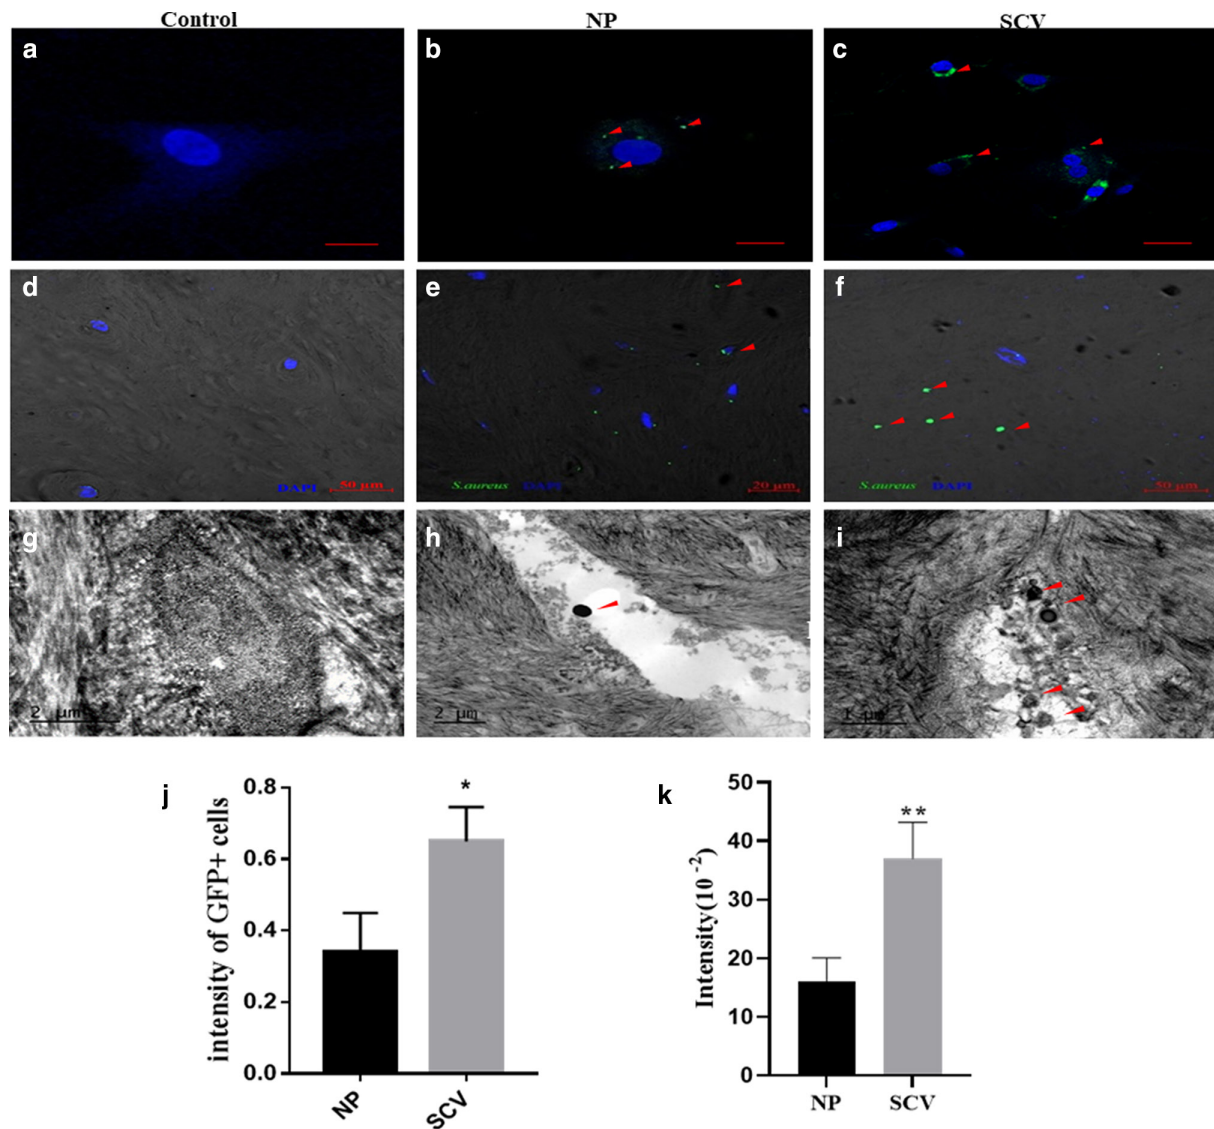 Control NP SCV
a b c
d e f
DAPI 50 μm
S.aureus DAPI 20 μm
S.aureus DAPI 50 μm
g h i
2 μm 2 μm 1 μm
j k
intensity of GFP+ cells
0.8
0.6
0.4
0.2
0.0
NP SCV
*
Intensity(10 -2)
50
40
30
20
10
0
NP SCV
**